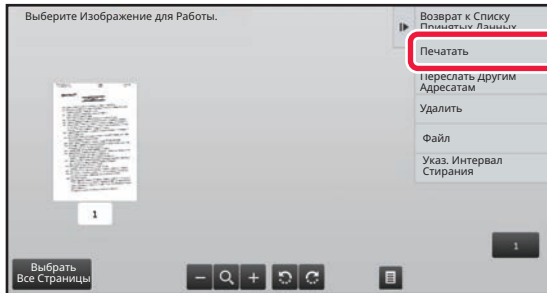 Выберите Изображение для Работы.
Возврат к Списку
Принятых Данных
Печатать
Переслать Другим
Адресатам
Удалить
Файл
Указ. Интервал
Стирания
1
1
Выбрать
Все Страницы